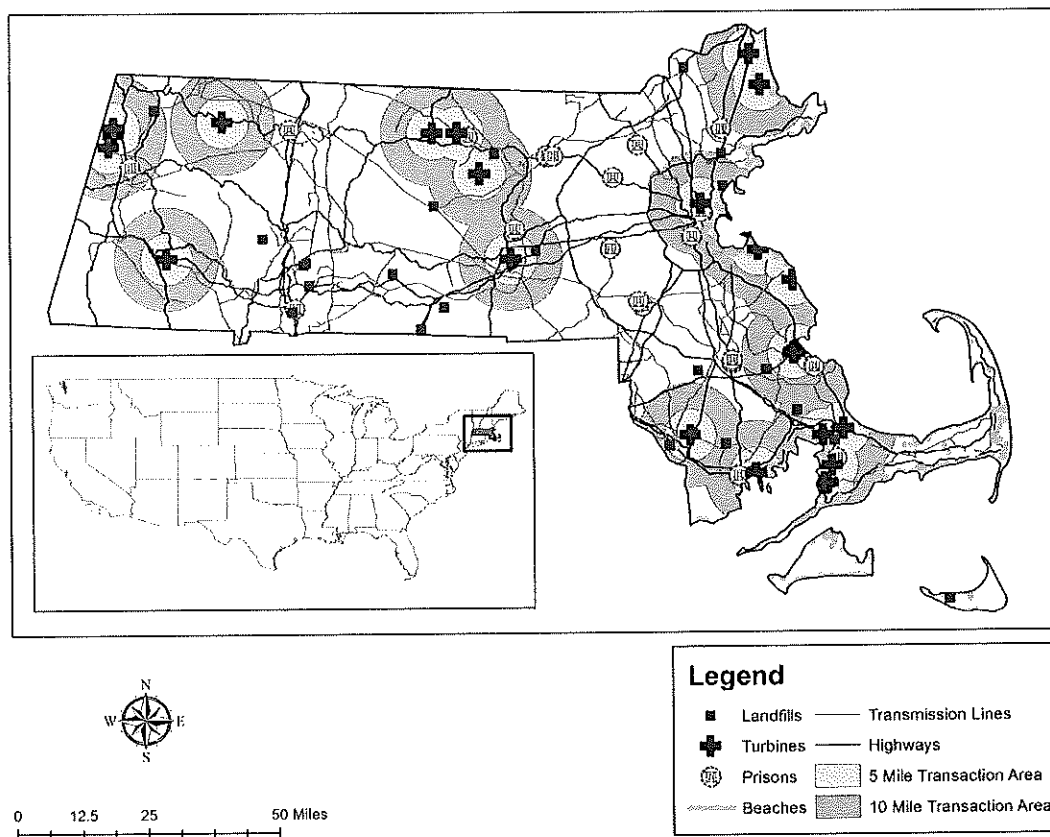 N
W E
S
0 12.5 25 50 Miles
Legend
Landfills Transmission Lines
Turbines Highways
Prisons 5 Mile Transaction Area
Beaches 10 Mile Transaction Area